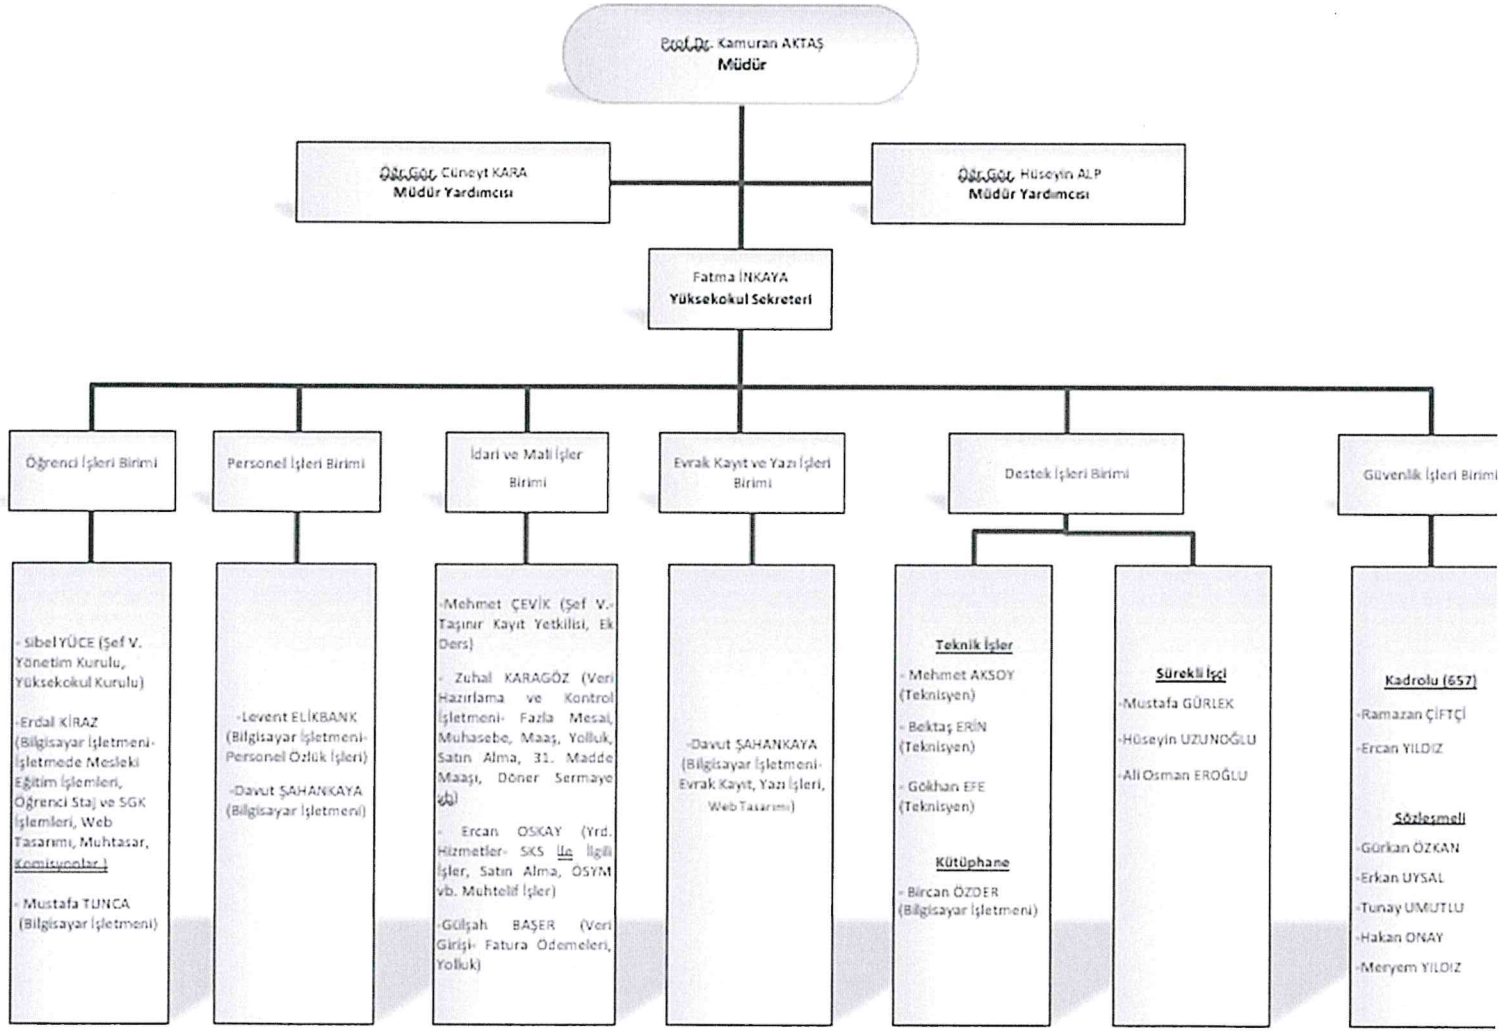 Prof.Dr. Kamuran AKTAŞ
Müdür
Öğr.Gör. Cüneyt KARA
Müdür Yardımcısı
Öğr.Gör. Hüseyin ALP
Müdür Yardımcısı
Fatma İNKAYA
Yüksekokul Sekreteri
Öğrenci İşleri Birimi
Personel İşleri Birimi
İdari ve Mali İşler
Birimi
Evrak Kayıt ve Yazı İşleri
Birimi
Destek İşleri Birimi
Güvenlik İşleri Birimi
- Sibel YÜCE (Şef V.
Yönetim Kurulu,
Yüksekokul Kurulu)
-Erdal KİRAZ
(Bilgisayar İşletmeni-
İşletmede Mesleki
Eğitim İşlemleri,
Öğrenci Staj ve SGK
İşlemleri, Web
Tasarımı, Muhtasar,
Komisyonlar )
- Mustafa TUNCA
(Bilgisayar İşletmeni)
-Levent ELİKBANK
(Bilgisayar İşletmeni-
Personel Özlük İşleri)
-Davut ŞAHANKAYA
(Bilgisayar İşletmeni)
-Mehmet ÇEVİK (Şef V.-
Taşınır Kayıt Yetkilisi, Ek
Ders)
- Zuhal KARAGÖZ (Veri
Hazırlama ve Kontrol
İşletmeni- Fazla Mesai,
Muhasebe, Maaş, Yolluk,
Satın Alma, 31. Madde
Maaşı, Döner Sermaye
vb)
- Ercan OSKAY (Yrd.
Hizmetler- SKS ile İlgili
İşler, Satın Alma, ÖSYM
vb. Muhtelif İşler)
-Gülşah BAŞER (Veri
Girişi- Fatura Ödemeleri,
Yolluk)
-Davut ŞAHANKAYA
(Bilgisayar İşletmeni-
Evrak Kayıt, Yazı İşleri,
Web Tasarımı)
Teknik İşler
- Mehmet AKSOY
(Teknisyen)
- Bektaş ERİN
(Teknisyen)
- Gökhan EFE
(Teknisyen)
Kütüphane
- Bircan ÖZDER
(Bilgisayar İşletmeni)
Sürekli İşçi
-Mustafa GÜRLEK
-Hüseyin UZUNOĞLU
-Ali Osman EROĞLU
Kadrolu (657)
-Ramazan ÇİFTÇİ
-Ercan YILDIZ
Sözleşmeli
-Gürkan ÖZKAN
-Erkan UYSAL
-Tunay UMUTLU
-Hakan ONAY
-Meryem YILDIZ